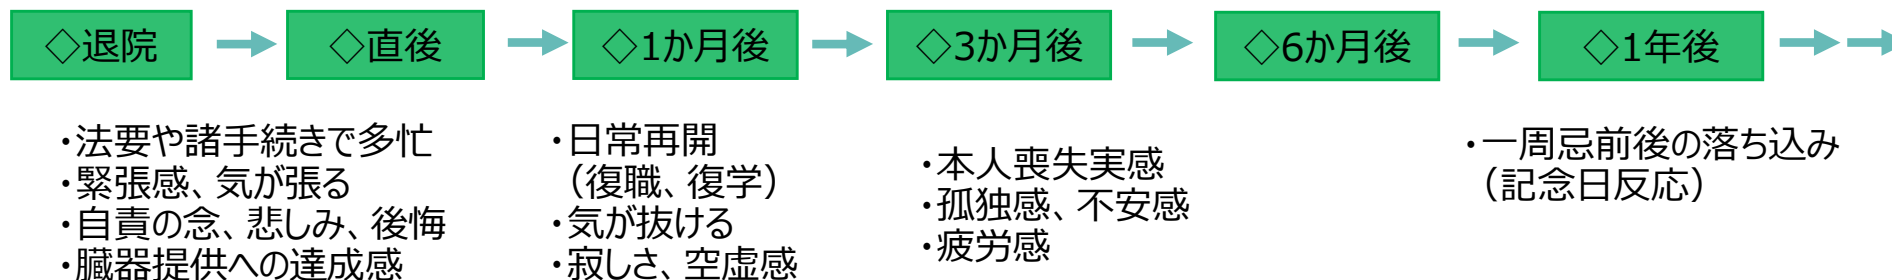 ◇退院
◇直後
◇1か月後
◇3か月後
◇6か月後
◇1年後
・法要や諸手続きで多忙
・緊張感、気が張る
・自責の念、悲しみ、後悔
・臓器提供への達成感
・日常再開
（復職、復学）
・気が抜ける
・寂しさ、空虚感
・本人喪失実感
・孤独感、不安感
・疲労感
・一周忌前後の落ち込み
（記念日反応）